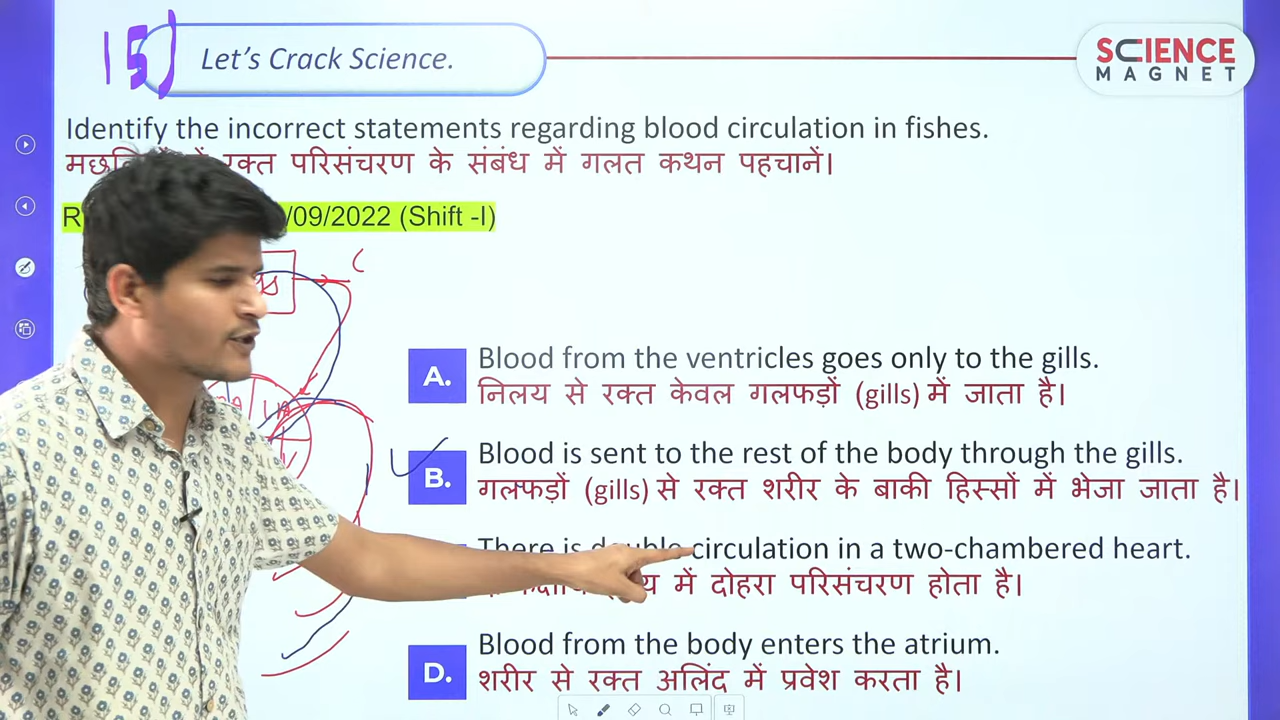 15)
Let's Crack Science.
SCIENCE
MAGNET
Identify the incorrect statements regarding blood circulation in fishes.
रक्त परिसंचरण के संबंध में गलत कथन पहचानें।
/09/2022 (Shift -I)
A.
Blood from the ventricles goes only to the gills.
निलय से रक्त केवल गलफड़ों (gills) में जाता है।
B.
Blood is sent to the rest of the body through the gills.
गलफड़ों (gills) से रक्त शरीर के बाकी हिस्सों में भेजा जाता है।
There is double circulation in a two-chambered heart.
में दोहरा परिसंचरण होता है।
D.
Blood from the body enters the atrium.
शरीर से रक्त अलिंद में प्रवेश करता है।